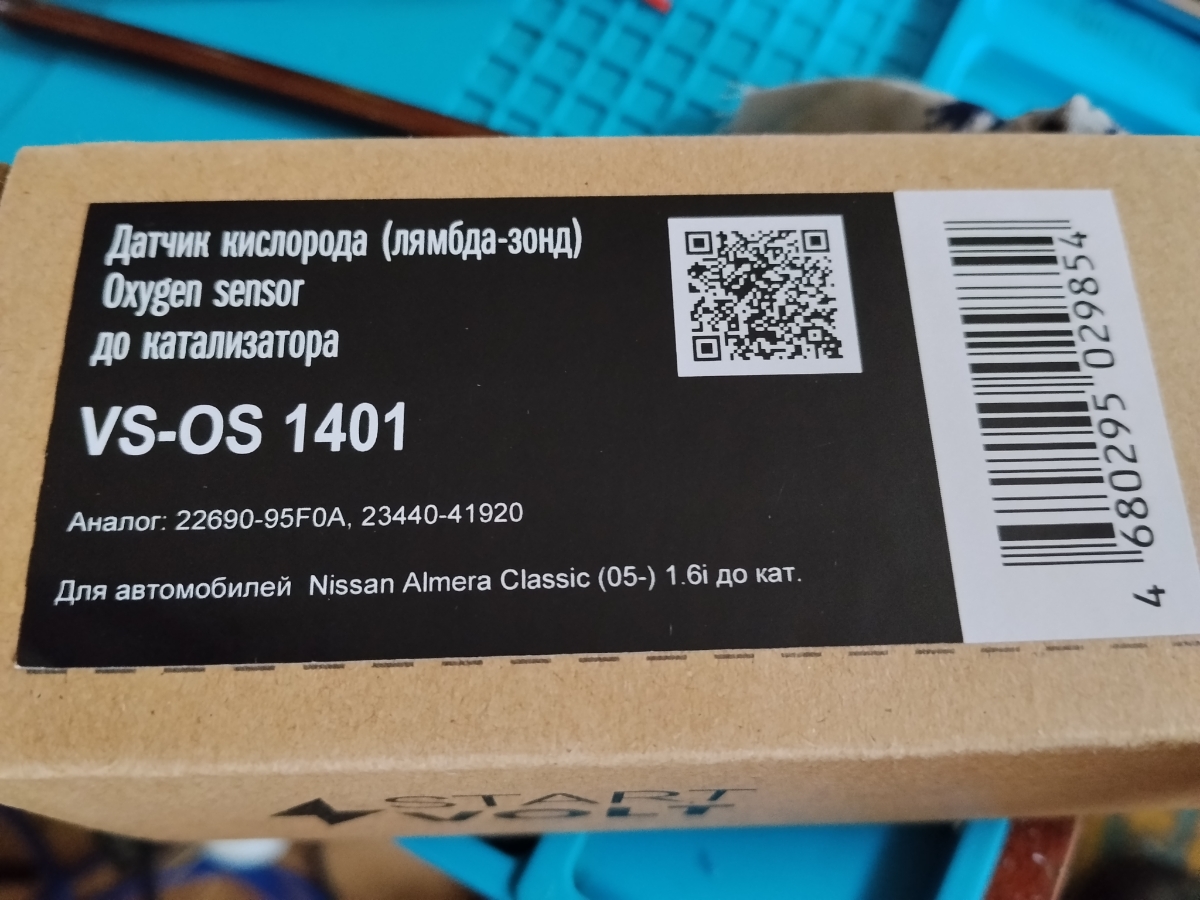 Датчик кислорода (лямбда-зонд)
Oxygen sensor
до катализатора
VS-OS 1401
Аналог: 22690-95F0A, 23440-41920
Для автомобилей Nissan Almera Classic (05-) 1.6i до кат.
4 680295 029854
START
VOLT